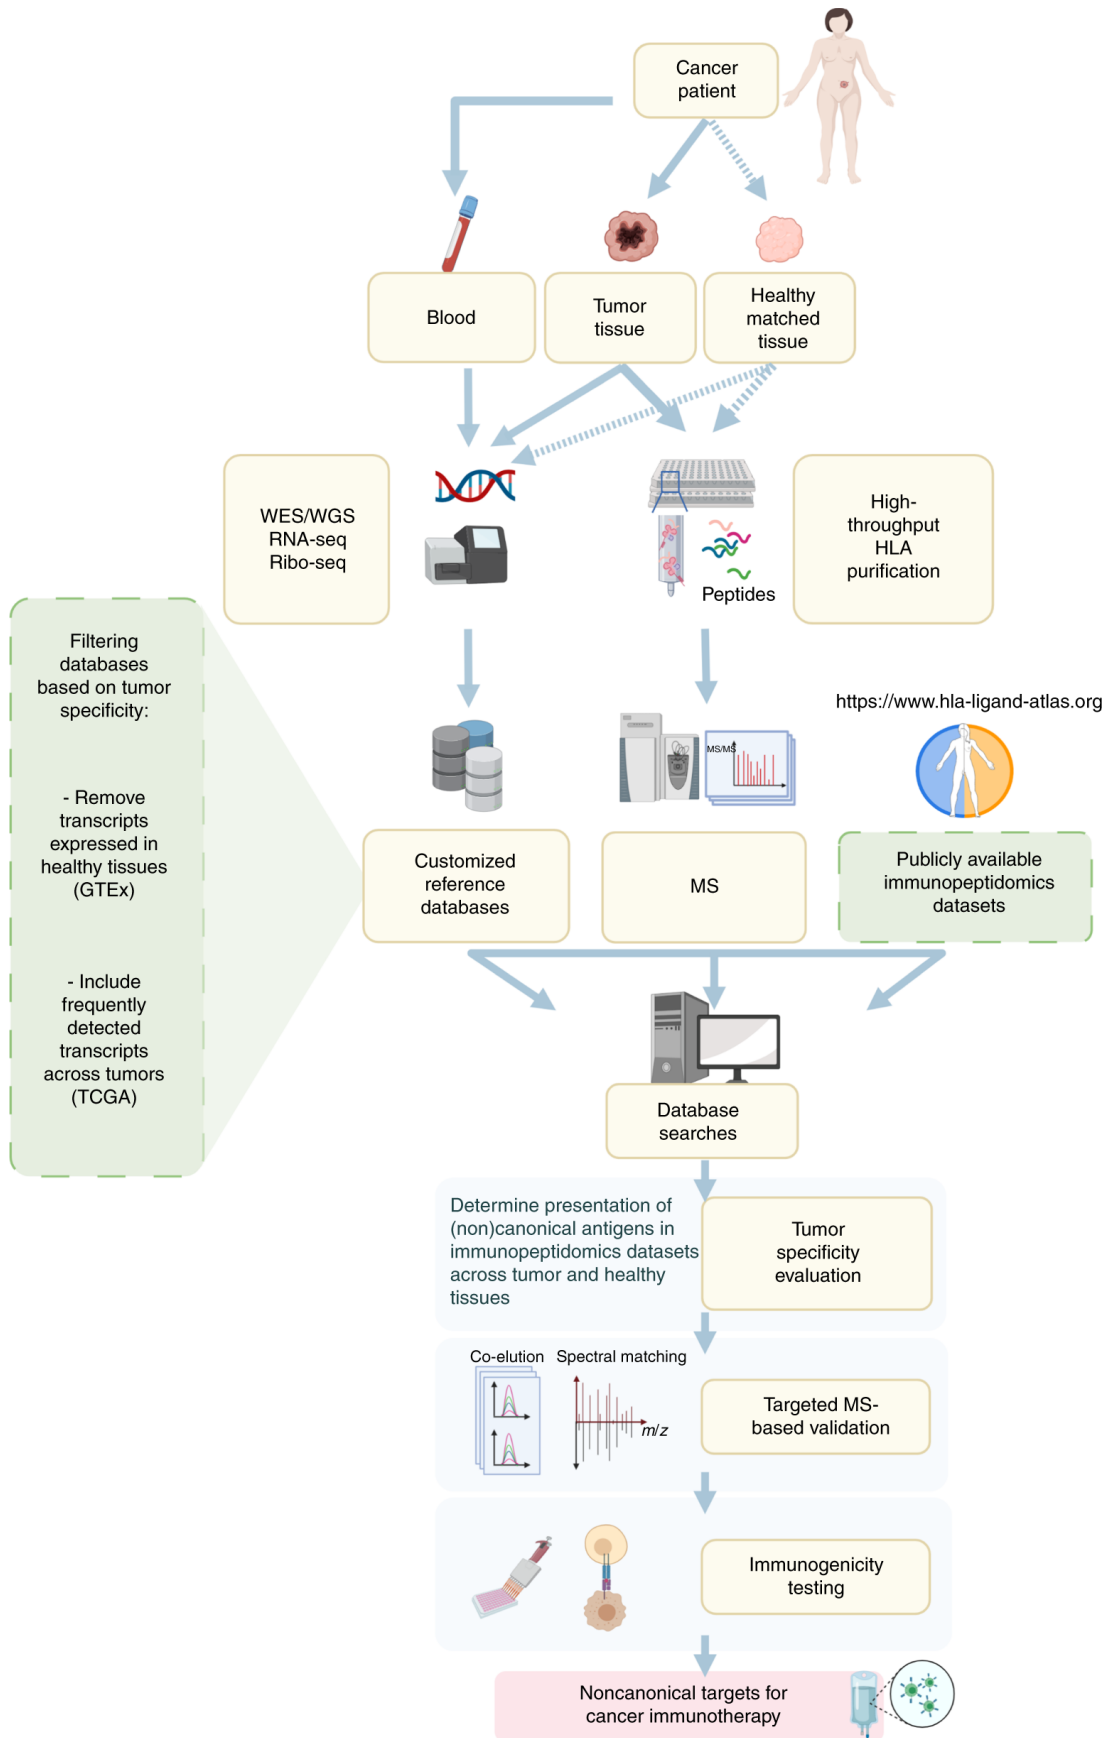 Cancer
patient
Blood
Tumor
tissue
Healthy
matched
tissue
WES/WGS
RNA-seq
Ribo-seq
Peptides
High-
throughput
HLA
purification
Filtering
databases
based on tumor
specificity:
- Remove
transcripts
expressed in
healthy tissues
(GTEx)
- Include
frequently
detected
transcripts
across tumors
(TCGA)
https://www.hla-ligand-atlas.org
MS/MS
Customized
reference
databases
MS
Publicly available
immunopeptidomics
datasets
Database
searches
Determine presentation of
(non)canonical antigens in
immunopeptidomics datasets
across tumor and healthy
tissues
Tumor
specificity
evaluation
Co-elution
Spectral matching
m/z
Targeted MS-
based validation
Immunogenicity
testing
Noncanonical targets for
cancer immunotherapy